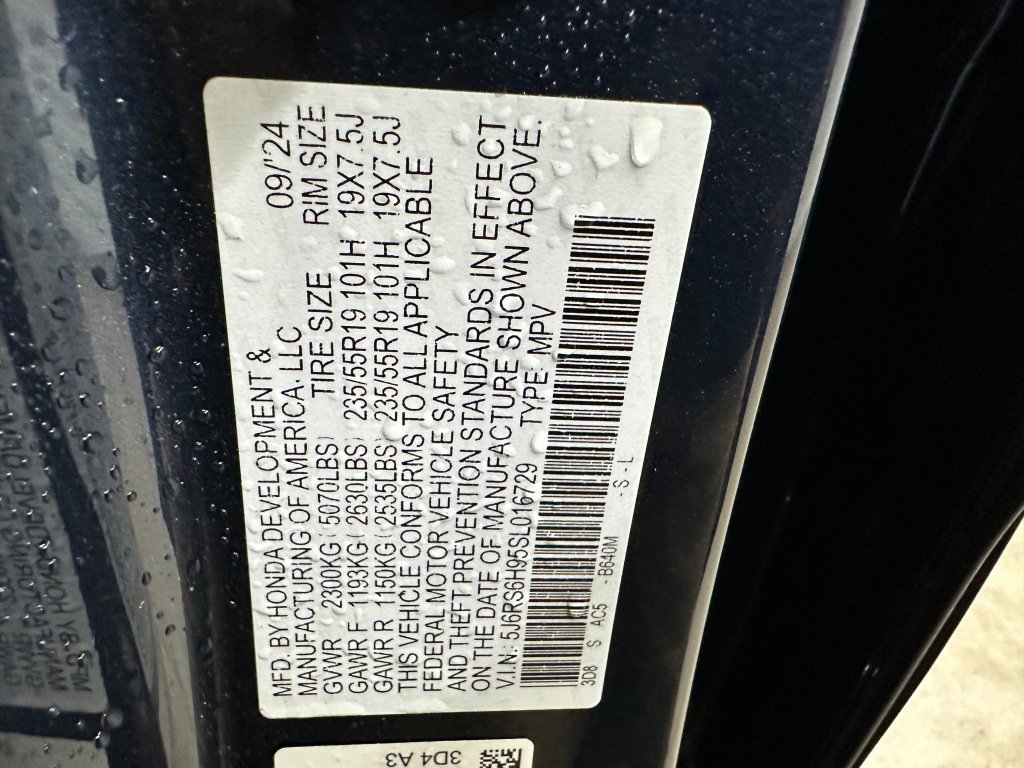 MFD. BY HONDA DEVELOPMENT & 09/'24
MANUFACTURING OF AMERICA. LLC
TIRE SIZE RIM SIZE
GVWR 2300KG (5070LBS)
GAWR F 1193KG (2630LBS) 235/55R19 101H 19X7.5J
GAWR R 1150KG (2535LBS) 235/55R19 101H 19X7.5J
THIS VEHICLE CONFORMS TO ALL APPLICABLE
FEDERAL MOTOR VEHICLE SAFETY
AND THEFT PREVENTION STANDARDS IN EFFECT
ON THE DATE OF MANUFACTURE SHOWN ABOVE.
V.I.N.: 5J6RS6H95SL016729 TYPE: MPV
3D8 S AC5 -B640M -S-L
3D4 A3